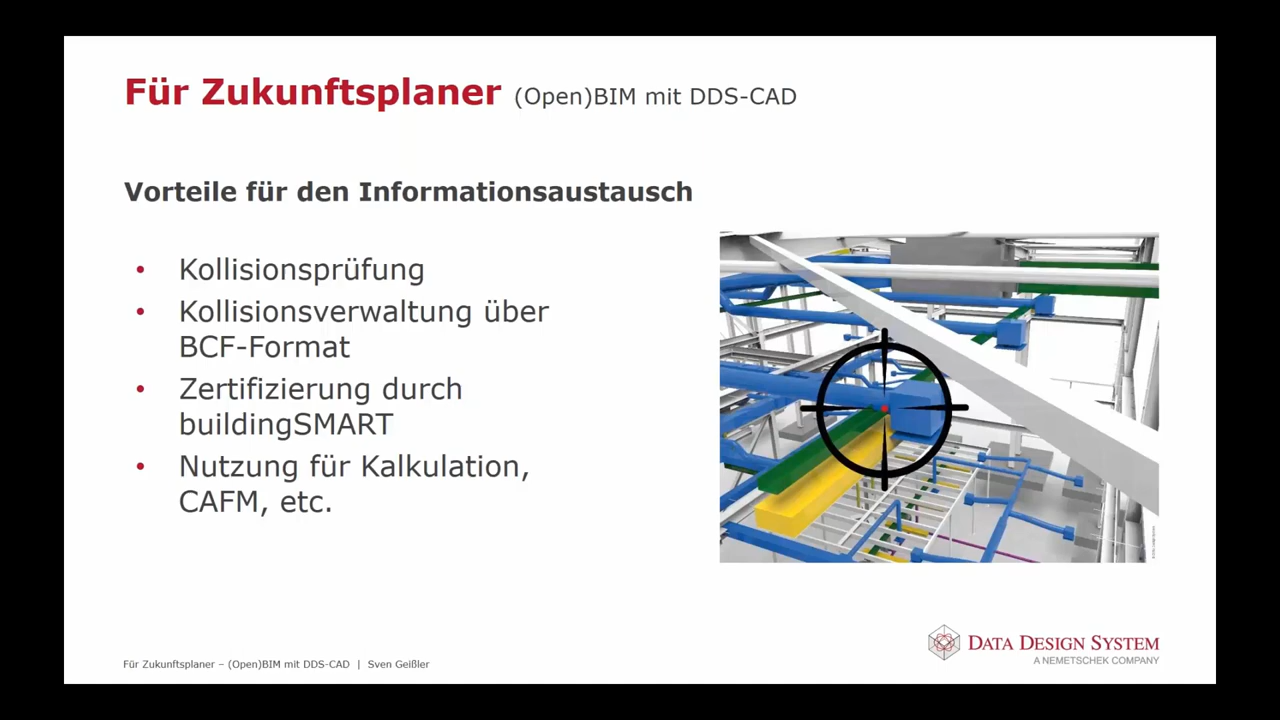 Für Zukunftsplaner (Open)BIM mit DDS-CAD
Vorteile für den Informationsaustausch
• Kollisionsprüfung
• Kollisionsverwaltung über
BCF-Format
• Zertifizierung durch
buildingSMART
• Nutzung für Kalkulation,
CAFM, etc.
Für Zukunftsplaner – (Open)BIM mit DDS-CAD | Sven Geißler
DATA DESIGN SYSTEM
A NEMETSCHEK COMPANY